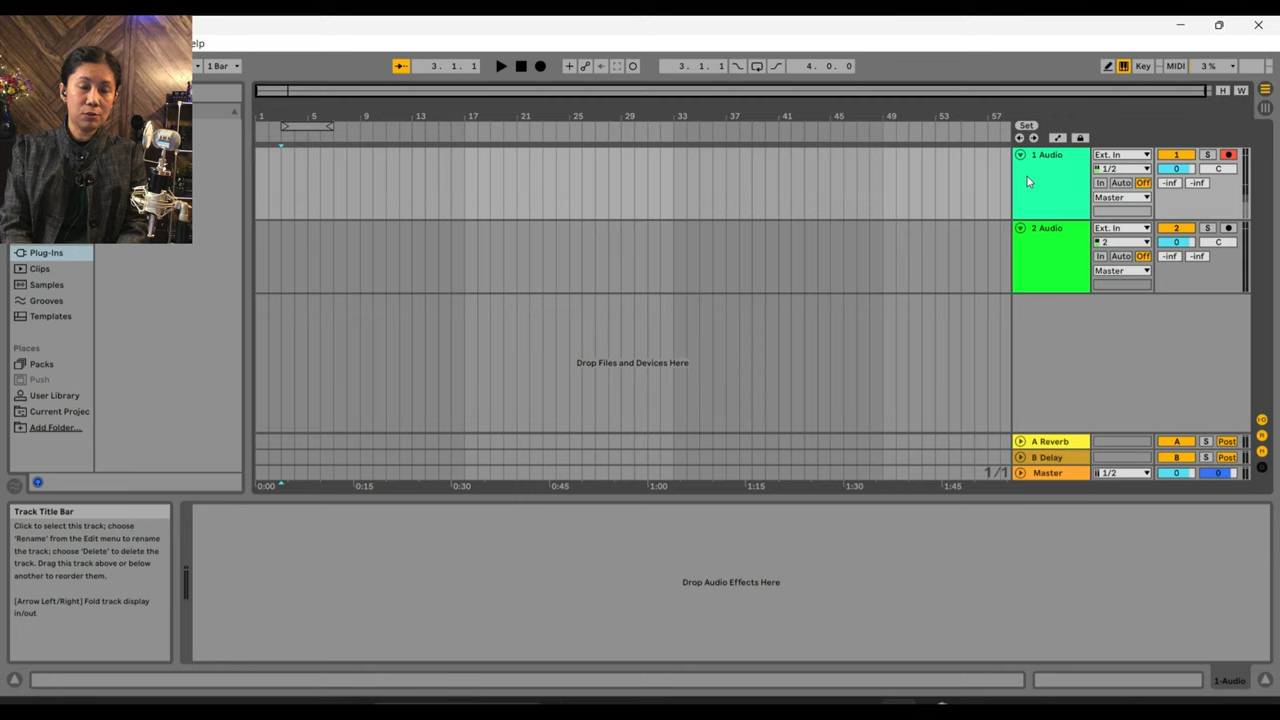 elp
1 Bar
3. 1. 1
3. 1. 1
4. 0. 0
Key
MIDI
3 %
H
W
1
5
9
13
17
21
25
29
33
37
41
45
49
53
57
Set
1 Audio
Ext. In
1
S
1/2
0
C
In
Auto
Off
-inf
-inf
Master
2 Audio
Ext. In
2
S
2
0
C
In
Auto
Off
-inf
-inf
Master
Plug-Ins
Clips
Samples
Grooves
Templates
Places
Packs
Push
User Library
Current Projec
Add Folder...
Drop Files and Devices Here
A Reverb
A
S
Post
B Delay
B
S
Post
1/1
Master
1/2
0
0
0:00
0:15
0:30
0:45
1:00
1:15
1:30
1:45
Track Title Bar
Click to select this track; choose
'Rename' from the Edit menu to rename
the track; choose 'Delete' to delete the
track. Drag this track above or below
another to reorder them.
[Arrow Left/Right] Fold track display
in/out
Drop Audio Effects Here
1-Audio